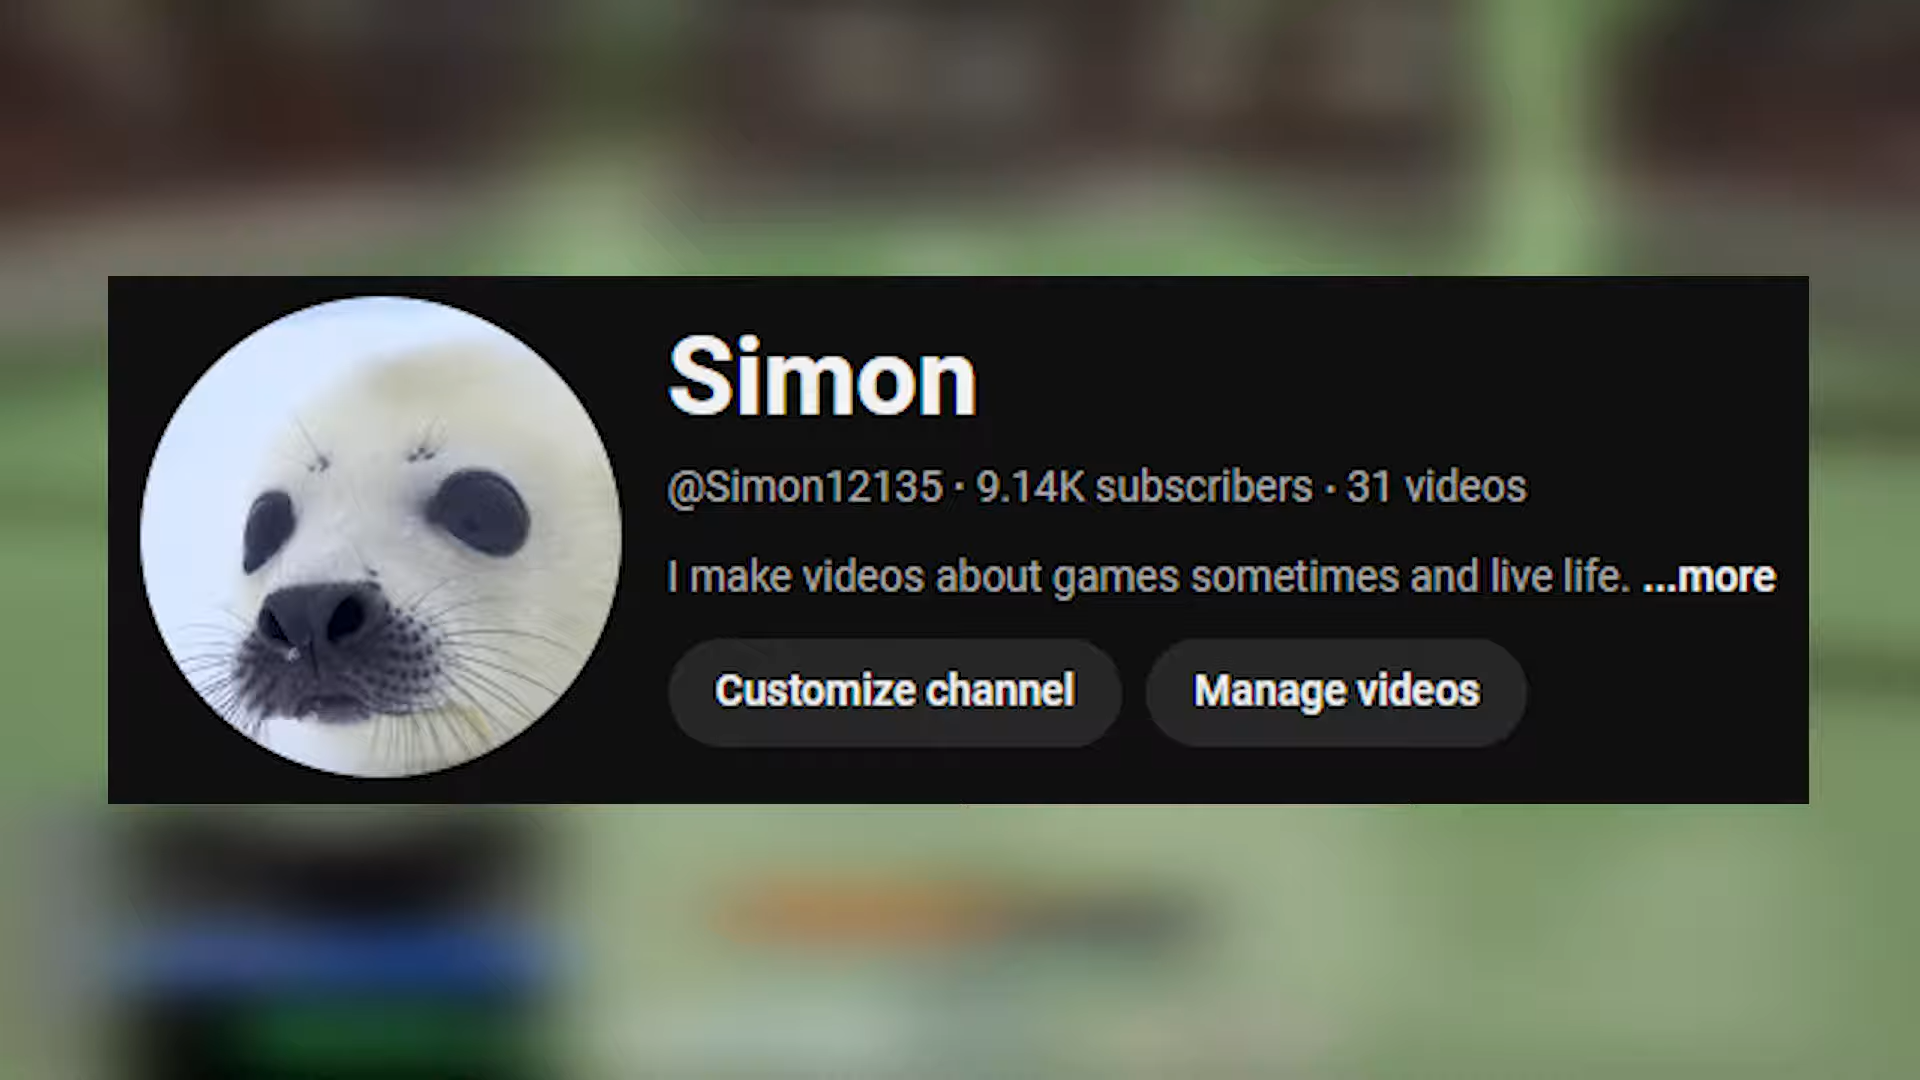 Simon
@Simon12135 · 9.14K subscribers · 31 videos
I make videos about games sometimes and live life. ...more
Customize channel
Manage videos